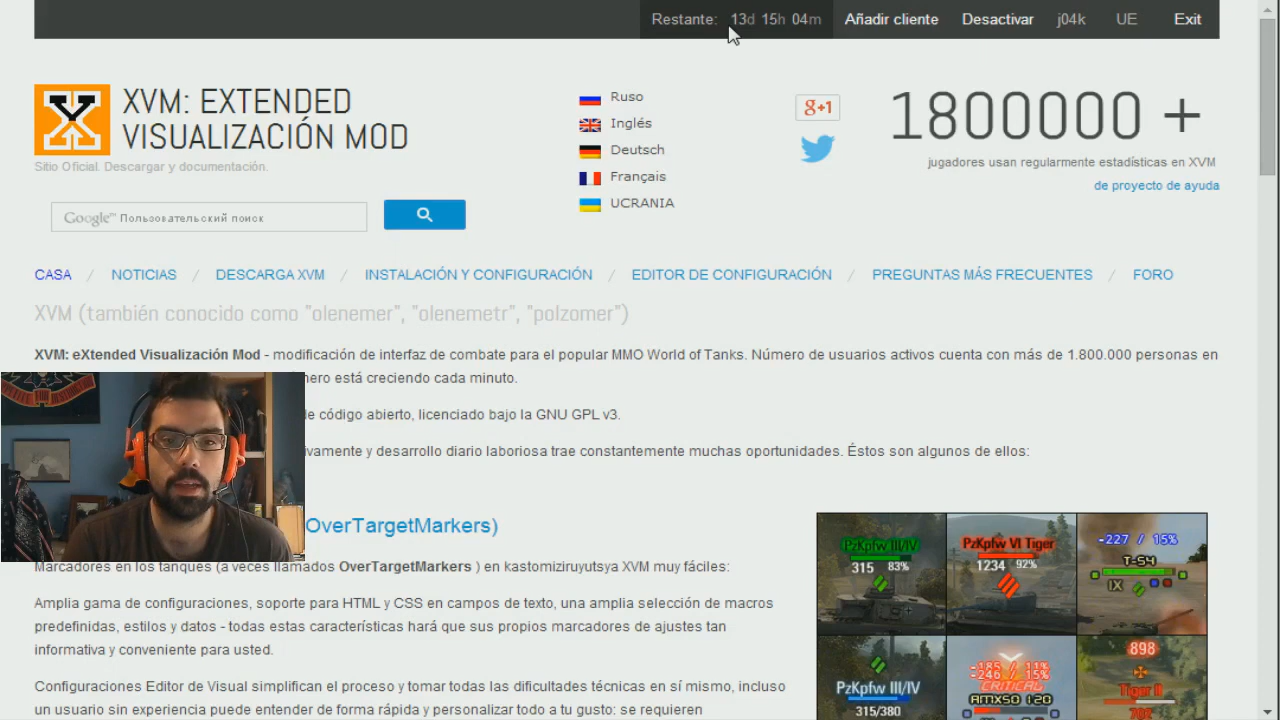 Restante: 13d 15h 04m Añadir cliente Desactivar j04k UE Exit
XVM: EXTENDED
VISUALIZACIÓN MOD
Sitio Oficial. Descargar y documentación.
Ruso
Inglés
Deutsch
Français
UCRANIA
g+1
1800000 +
jugadores usan regularmente estadísticas en XVM
de proyecto de ayuda
Google™ Пользовательский поиск
CASA / NOTICIAS / DESCARGA XVM / INSTALACIÓN Y CONFIGURACIÓN / EDITOR DE CONFIGURACIÓN / PREGUNTAS MÁS FRECUENTES / FORO
XVM (también conocido como "olenemer", "olenemetr", "polzomer")
XVM: eXtended Visualización Mod - modificación de interfaz de combate para el popular MMO World of Tanks. Número de usuarios activos cuenta con más de 1.800.000 personas en
mero está creciendo cada minuto.
de código abierto, licenciado bajo la GNU GPL v3.
ivamente y desarrollo diario laboriosa trae constantemente muchas oportunidades. Éstos son algunos de ellos:
OverTargetMarkers)
Marcadores en los tanques (a veces llamados OverTargetMarkers ) en kastomiziruyutsya XVM muy fáciles:
Amplia gama de configuraciones, soporte para HTML y CSS en campos de texto, una amplia selección de macros
predefinidas, estilos y datos - todas estas características hará que sus propios marcadores de ajustes tan
informativa y conveniente para usted.
Configuraciones Editor de Visual simplifican el proceso y tomar todas las dificultades técnicas en sí mismo, incluso
un usuario sin experiencia puede entrar de forma rápida y personalizar todo a tu gusto: se requieren
PzKpfw III/IV
315 83%
PzKpfw VI Tiger
1234 92%
-227 / 15%
T-54
IX
PzKpfw III/IV
315/380
-185 / 11%
-246 / 15%
CRITICAL
AMX50 120
898
Tiger II